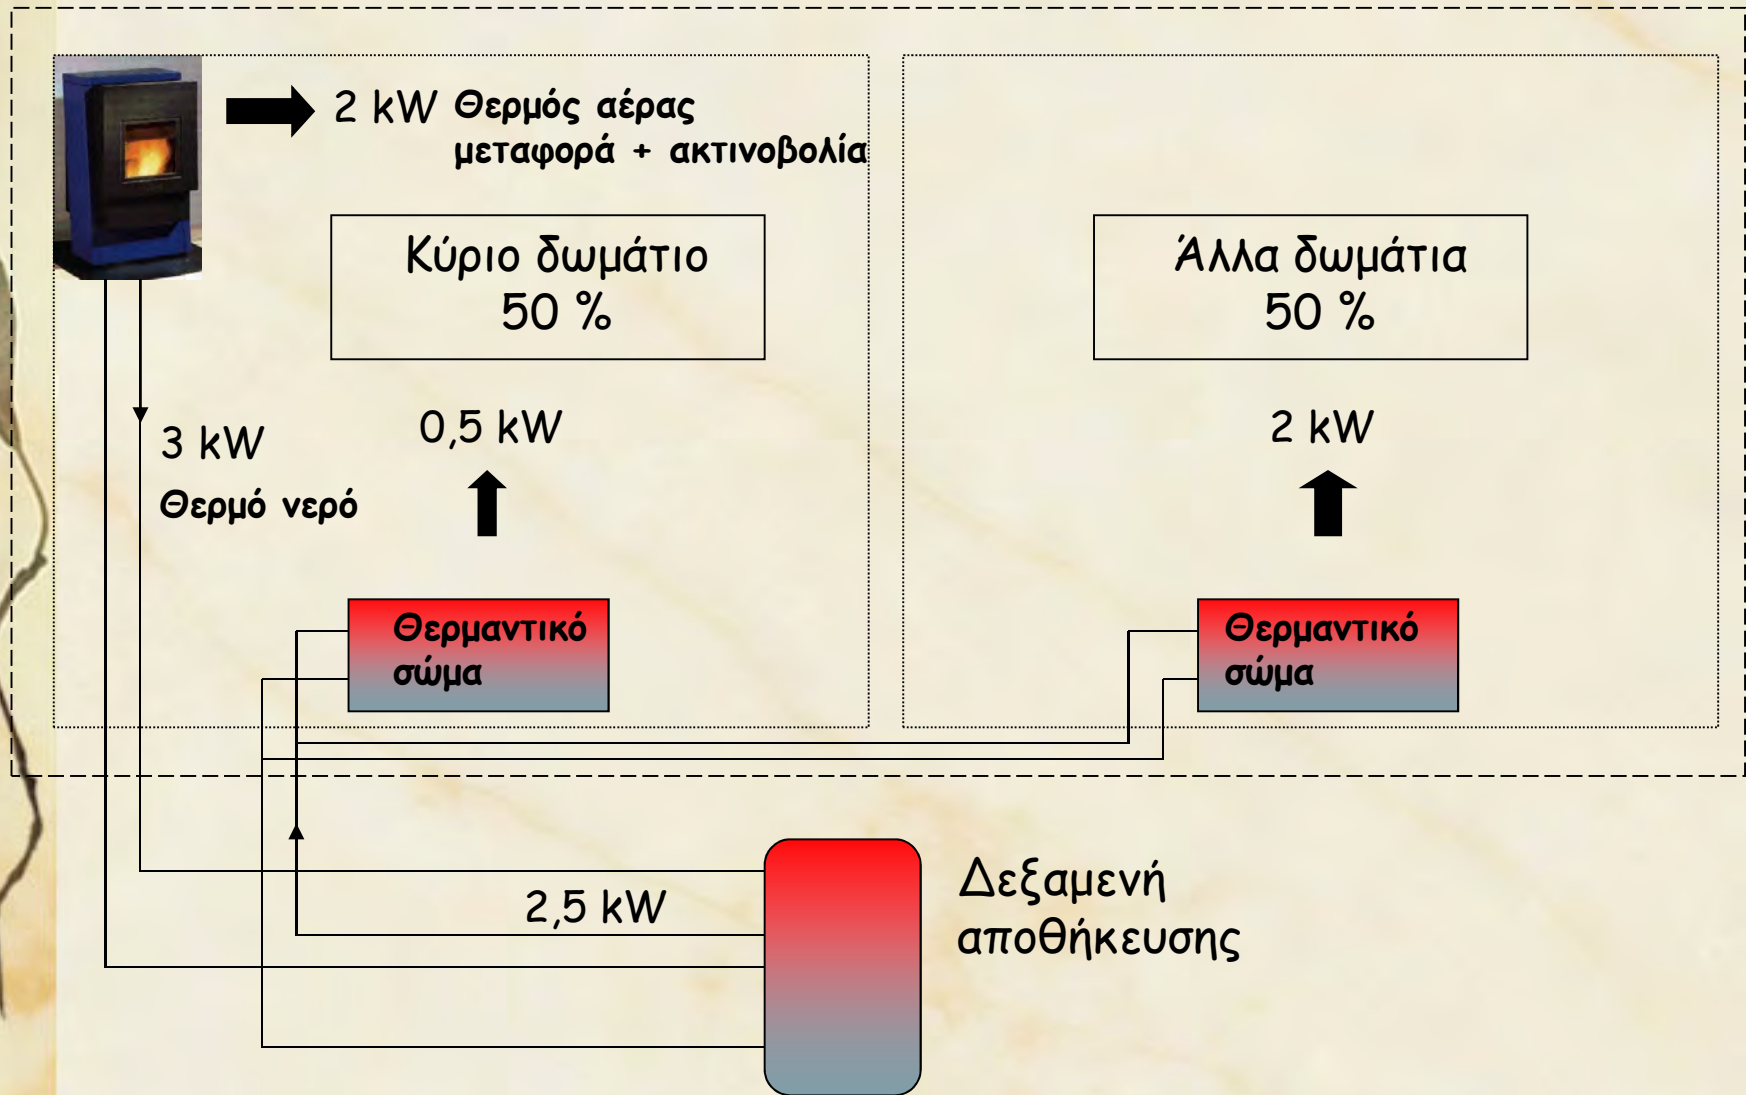 2 kW Θερμός αέρας
μεταφορά + ακτινοβολία
Κύριο δωμάτιο
50 %
Άλλα δωμάτια
50 %
3 kW
Θερμό νερό
0,5 kW
2 kW
Θερμαντικό
σώμα
Θερμαντικό
σώμα
2,5 kW
Δεξαμενή
αποθήκευσης